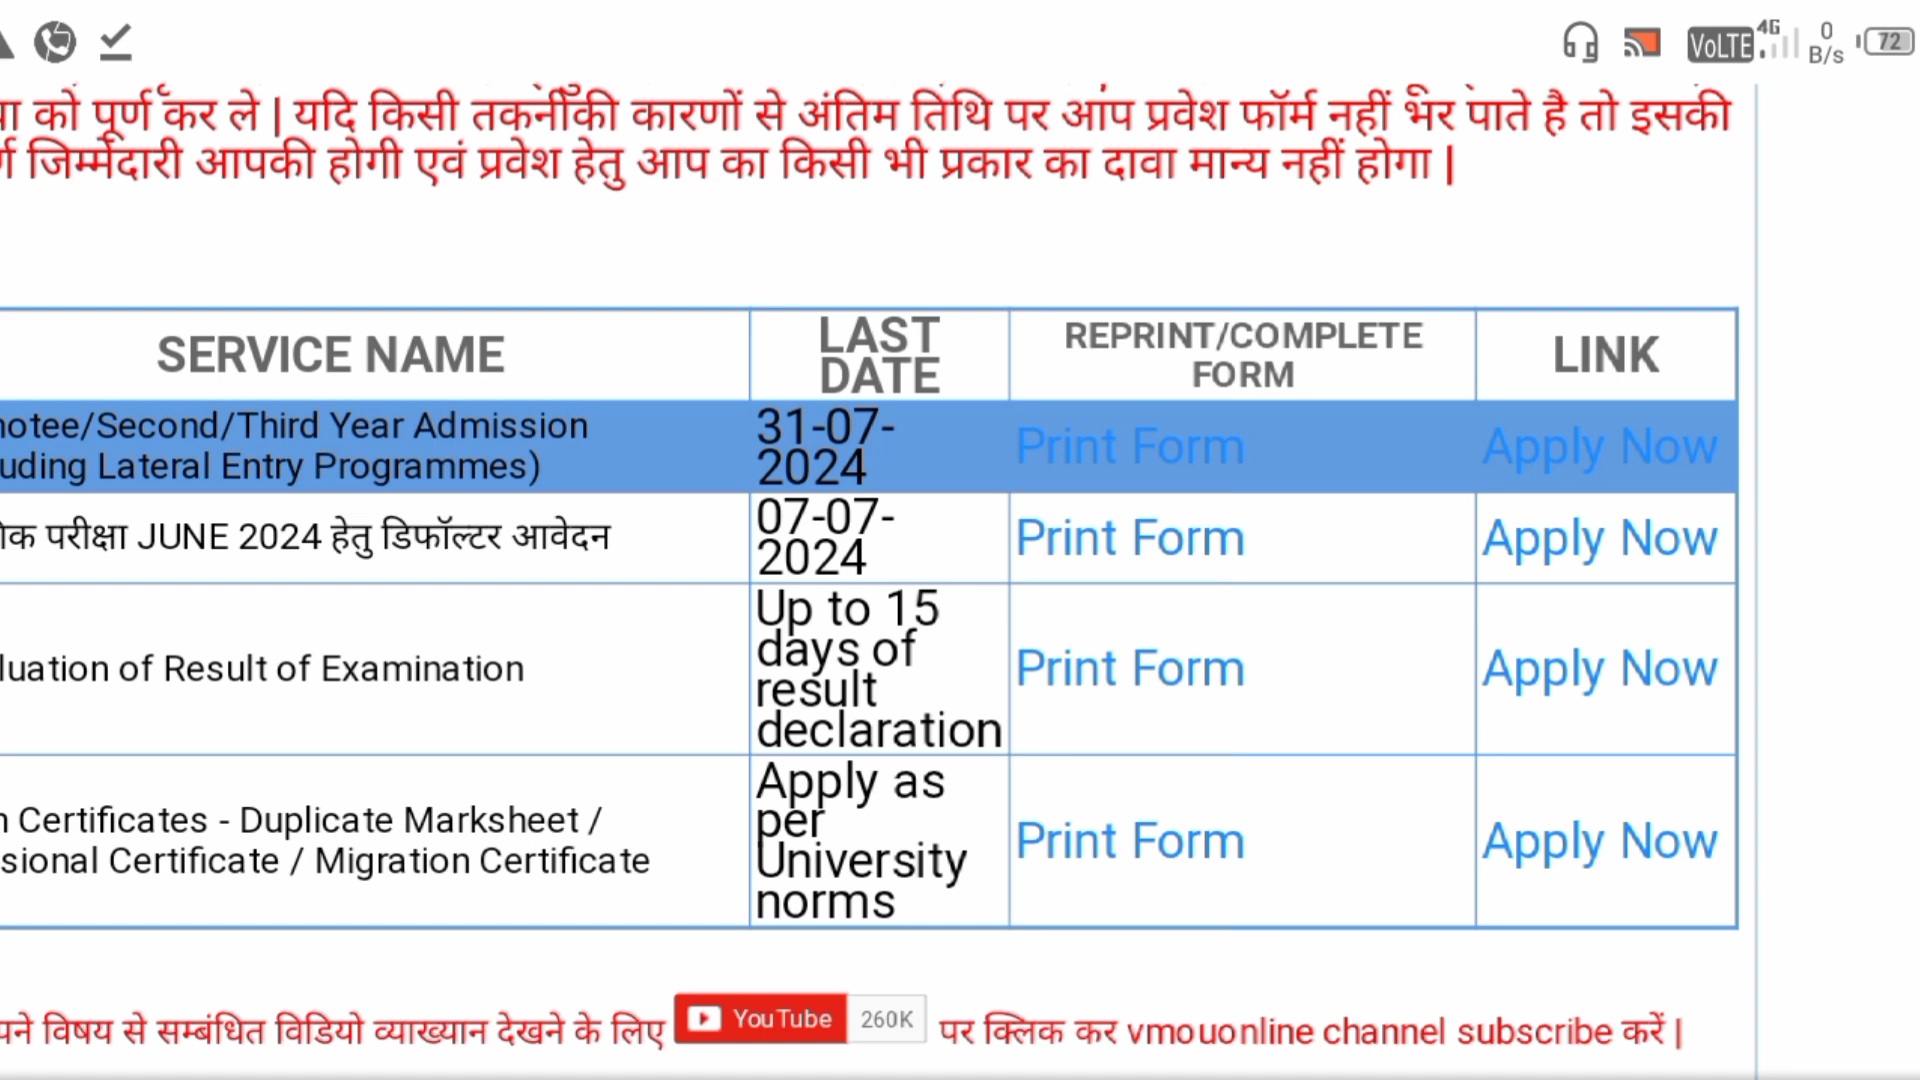 VoLTE 4G 0 B/s 72
को पूर्ण कर ले | यदि किसी तकनीकी कारणों से अंतिम तिथि पर आप प्रवेश फॉर्म नहीं भर पाते है तो इसकी
जिम्मेदारी आपकी होगी एवं प्रवेश हेतु आप का किसी भी प्रकार का दावा मान्य नहीं होगा |
SERVICE NAME
LAST
DATE
REPRINT/COMPLETE
FORM
LINK
notee/Second/Third Year Admission
uding Lateral Entry Programmes)
31-07-
2024
Print Form
Apply Now
परीक्षा JUNE 2024 हेतु डिफॉल्टर आवेदन
07-07-
2024
Print Form
Apply Now
luation of Result of Examination
Up to 15
days of
result
declaration
Print Form
Apply Now
n Certificates - Duplicate Marksheet /
sional Certificate / Migration Certificate
Apply as
per
University
norms
Print Form
Apply Now
पने विषय से सम्बंधित विडियो व्याख्यान देखने के लिए YouTube 260K पर क्लिक कर vmouonline channel subscribe करें |